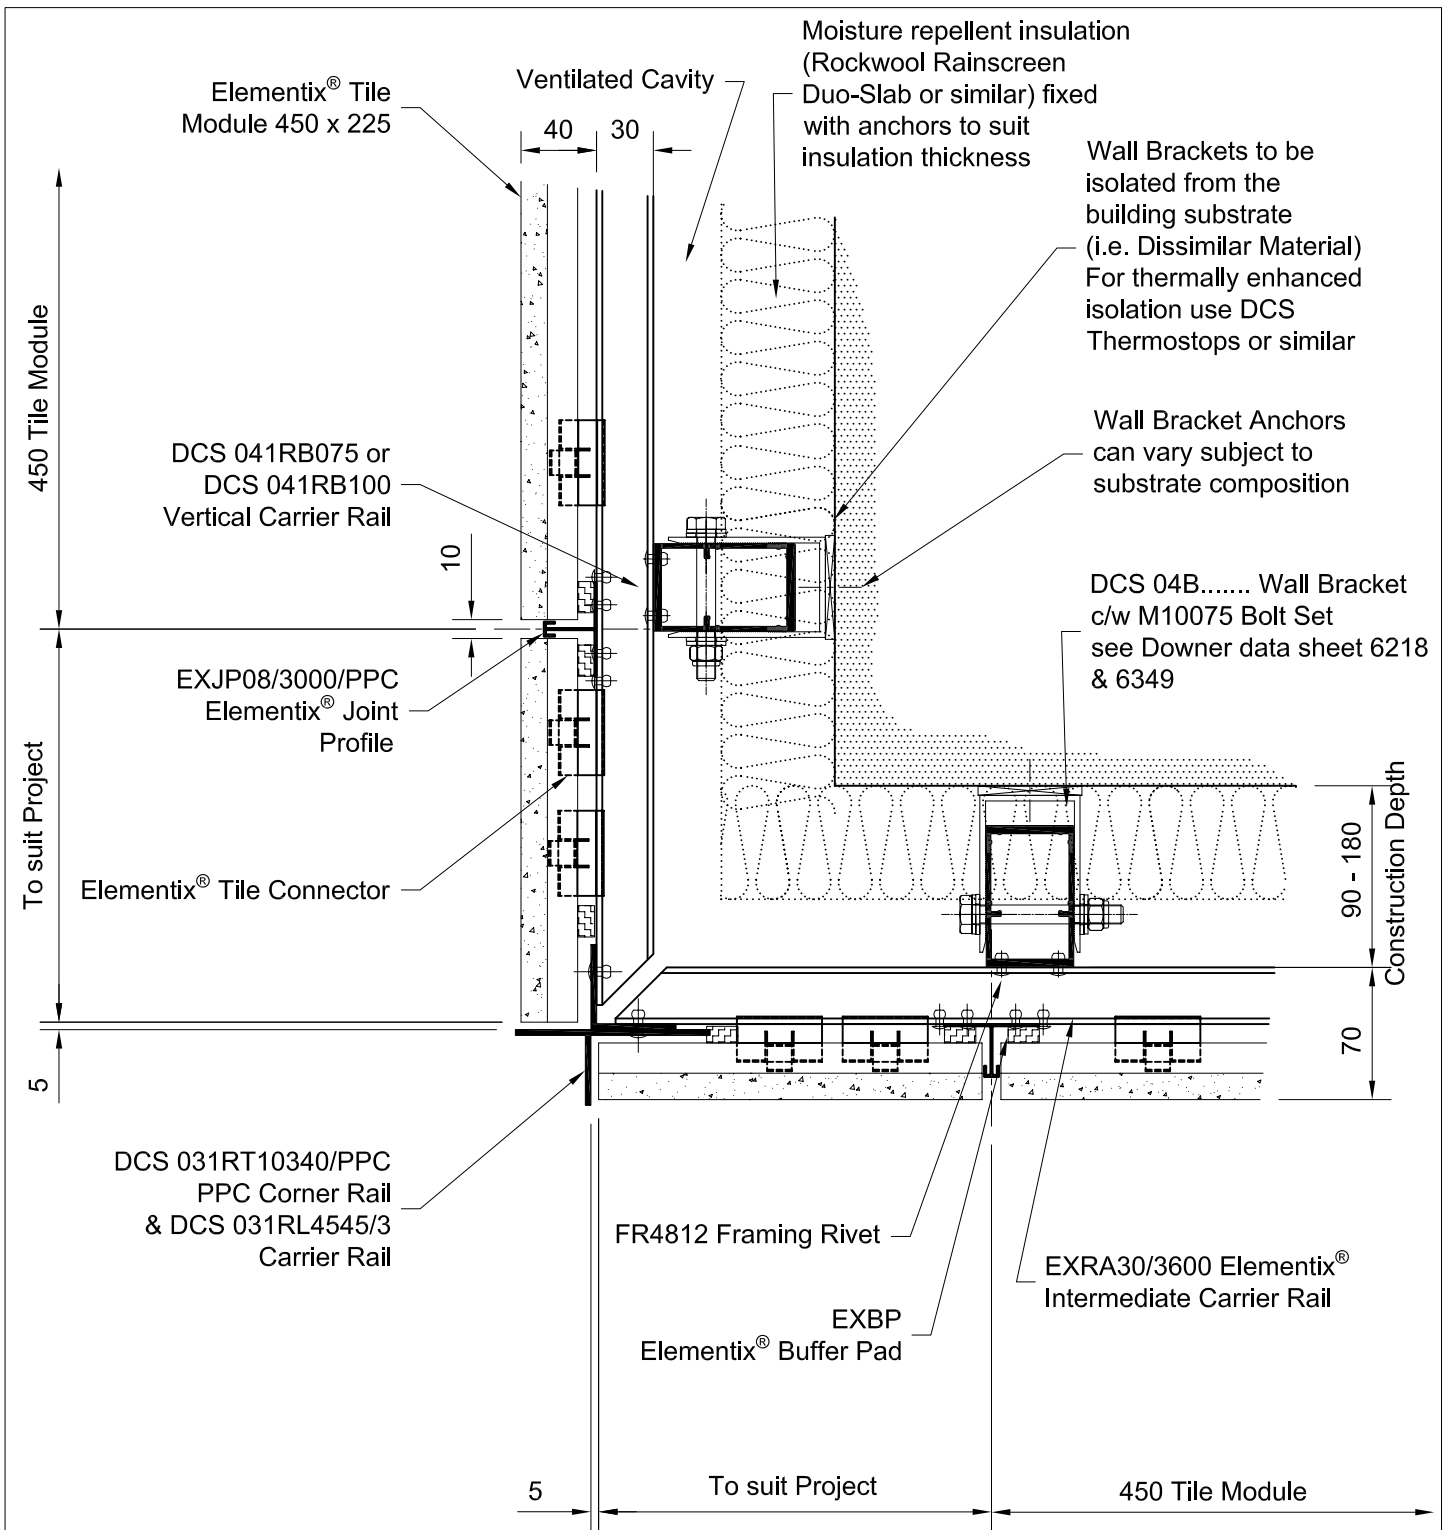 Moisture repellent insulation
(Rockwool Rainscreen
Duo-Slab or similar) fixed
with anchors to suit
insulation thickness
Ventilated Cavity
Elementix® Tile
Module 450 x 225
40
30
Wall Brackets to be
isolated from the
building substrate
(i.e. Dissimilar Material)
For thermally enhanced
isolation use DCS
Thermostops or similar
450 Tile Module
Wall Bracket Anchors
can vary subject to
substrate composition
DCS 041RB075 or
DCS 041RB100
Vertical Carrier Rail
10
DCS 04B....... Wall Bracket
c/w M10075 Bolt Set
see Downer data sheet 6218
& 6349
EXJP08/3000/PPC
Elementix® Joint
Profile
To suit Project
Elementix® Tile Connector
90 - 180
Construction Depth
70
5
DCS 031RT10340/PPC
PPC Corner Rail
& DCS 031RL4545/3
Carrier Rail
FR4812 Framing Rivet
EXRA30/3600 Elementix®
Intermediate Carrier Rail
EXBP
Elementix® Buffer Pad
5
To suit Project
450 Tile Module